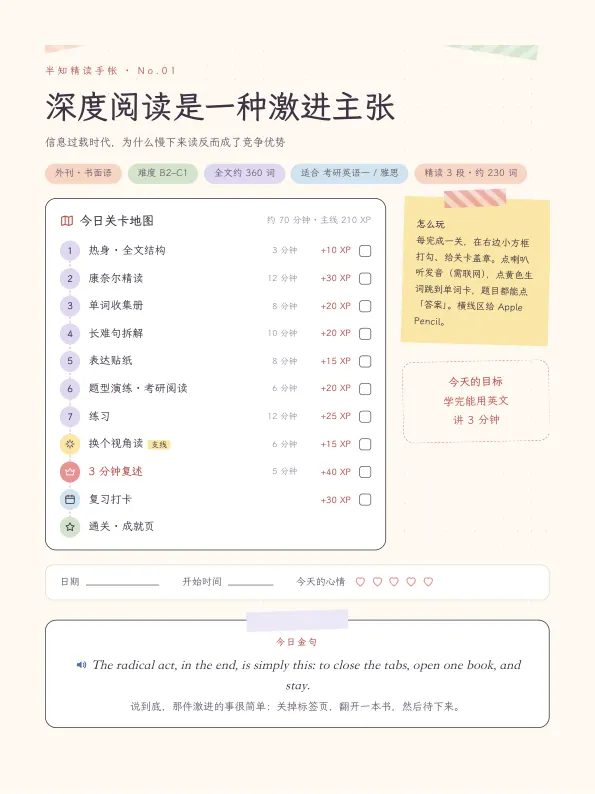 半知精读手帐 · No.01
深度阅读是一种激进主张
信息过载时代，为什么慢下来读反而成了竞争优势
外刊 · 书面语 难度 B2–C1 全文约 360 词 适合 考研英语一 / 雅思 精读 3 段 · 约 230 词
今日关卡地图 约 70 分钟 · 主线 210 XP
1 热身 · 全文结构 3 分钟 +10 XP
2 康奈尔精读 12 分钟 +30 XP
3 单词收集册 8 分钟 +20 XP
4 长难句拆解 10 分钟 +20 XP
5 表达贴纸 8 分钟 +15 XP
6 题型演练 · 考研阅读 6 分钟 +20 XP
7 练习 12 分钟 +25 XP
换个视角读 支线 6 分钟 +15 XP
3 分钟复述 5 分钟 +40 XP
复习打卡 +30 XP
通关 · 成就页
怎么玩
每完成一关，在右边小方框
打勾、给关卡盖章。点喇叭
听发音（需联网），点黄色生
词跳到单词卡，题目都能点
「答案」。横线区给 Apple
Pencil。
今天的目标
学完能用英文
讲 3 分钟
日期 开始时间 今天的心情
今日金句
The radical act, in the end, is simply this: to close the tabs, open one book, and
stay.
说到底，那件激进的事很简单：关掉标签页，翻开一本书，然后待下来。